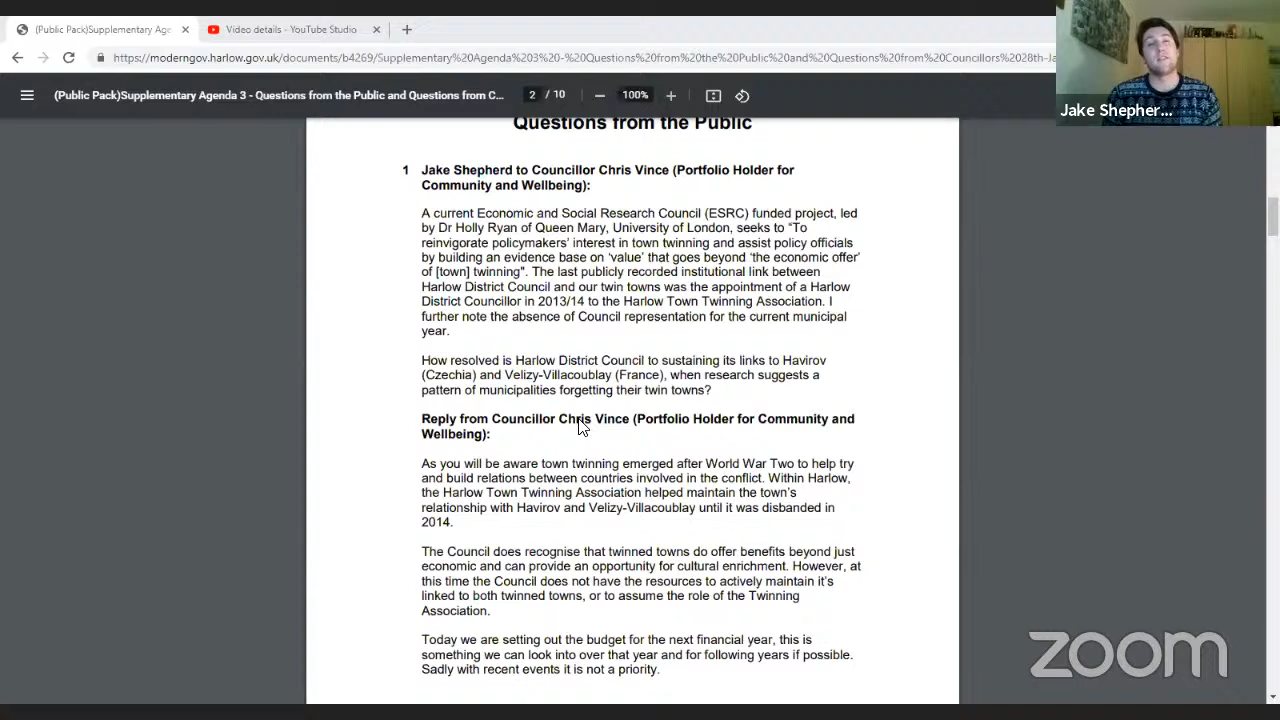 (Public Pack)Supplementary Age
Video details - YouTube Studio
https://moderngov.harlow.gov.uk/documents/b4269/Supplementary%20Agenda%203%20-%20Questions%20from%20the%20Public%20and%20Questions%20from%20Councillors%2028th-Ja
(Public Pack)Supplementary Agenda 3 - Questions from the Public and Questions from C...
2 / 10
100%
Jake Shepher...
Questions from the Public
1 Jake Shepherd to Councillor Chris Vince (Portfolio Holder for
Community and Wellbeing):
A current Economic and Social Research Council (ESRC) funded project, led
by Dr Holly Ryan of Queen Mary, University of London, seeks to “To
reinvigorate policymakers’ interest in town twinning and assist policy officials
by building an evidence base on ‘value’ that goes beyond ‘the economic offer’
of [town] twinning". The last publicly recorded institutional link between
Harlow District Council and our twin towns was the appointment of a Harlow
District Councillor in 2013/14 to the Harlow Town Twinning Association. I
further note the absence of Council representation for the current municipal
year.
How resolved is Harlow District Council to sustaining its links to Havirov
(Czechia) and Velizy-Villacoublay (France), when research suggests a
pattern of municipalities forgetting their twin towns?
Reply from Councillor Chris Vince (Portfolio Holder for Community and
Wellbeing):
As you will be aware town twinning emerged after World War Two to help try
and build relations between countries involved in the conflict. Within Harlow,
the Harlow Town Twinning Association helped maintain the town’s
relationship with Havirov and Velizy-Villacoublay until it was disbanded in
2014.
The Council does recognise that twinned towns do offer benefits beyond just
economic and can provide an opportunity for cultural enrichment. However, at
this time the Council does not have the resources to actively maintain it’s
linked to both twinned towns, or to assume the role of the Twinning
Association.
Today we are setting out the budget for the next financial year, this is
something we can look into over that year and for following years if possible.
Sadly with recent events it is not a priority.
zoom